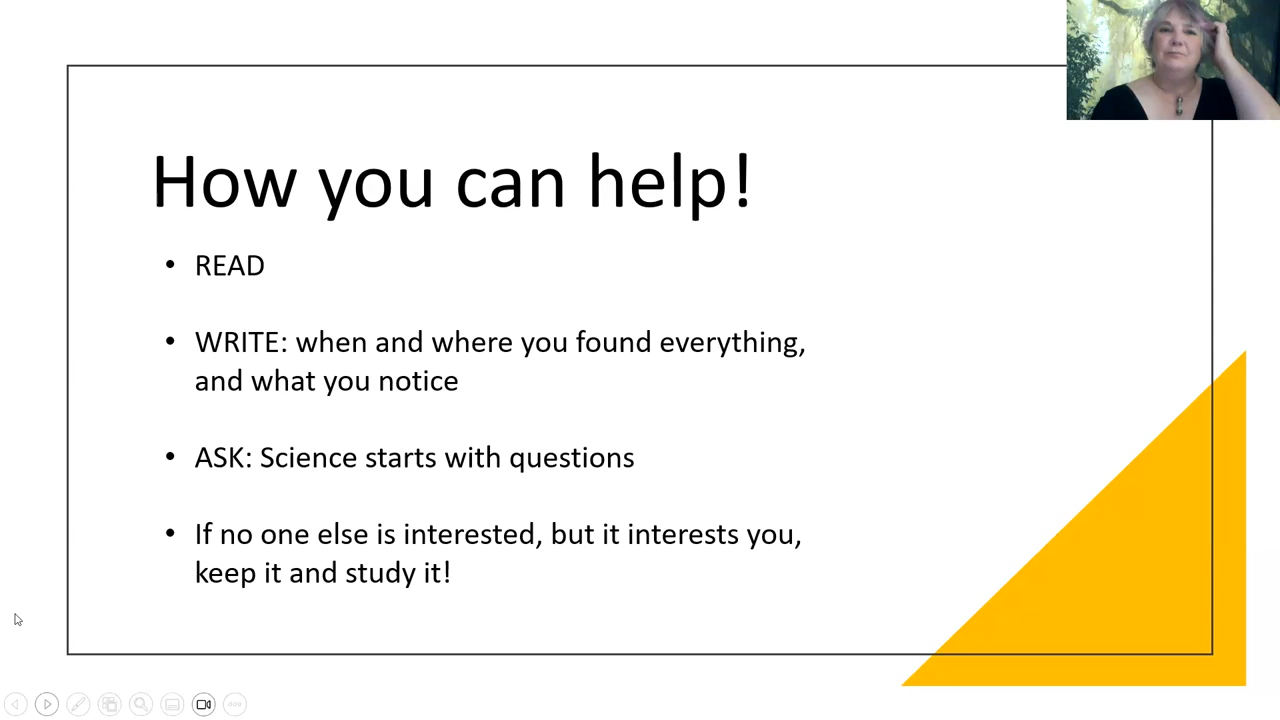 How you can help!
• READ
• WRITE: when and where you found everything,
and what you notice
• ASK: Science starts with questions
• If no one else is interested, but it interests you,
keep it and study it!